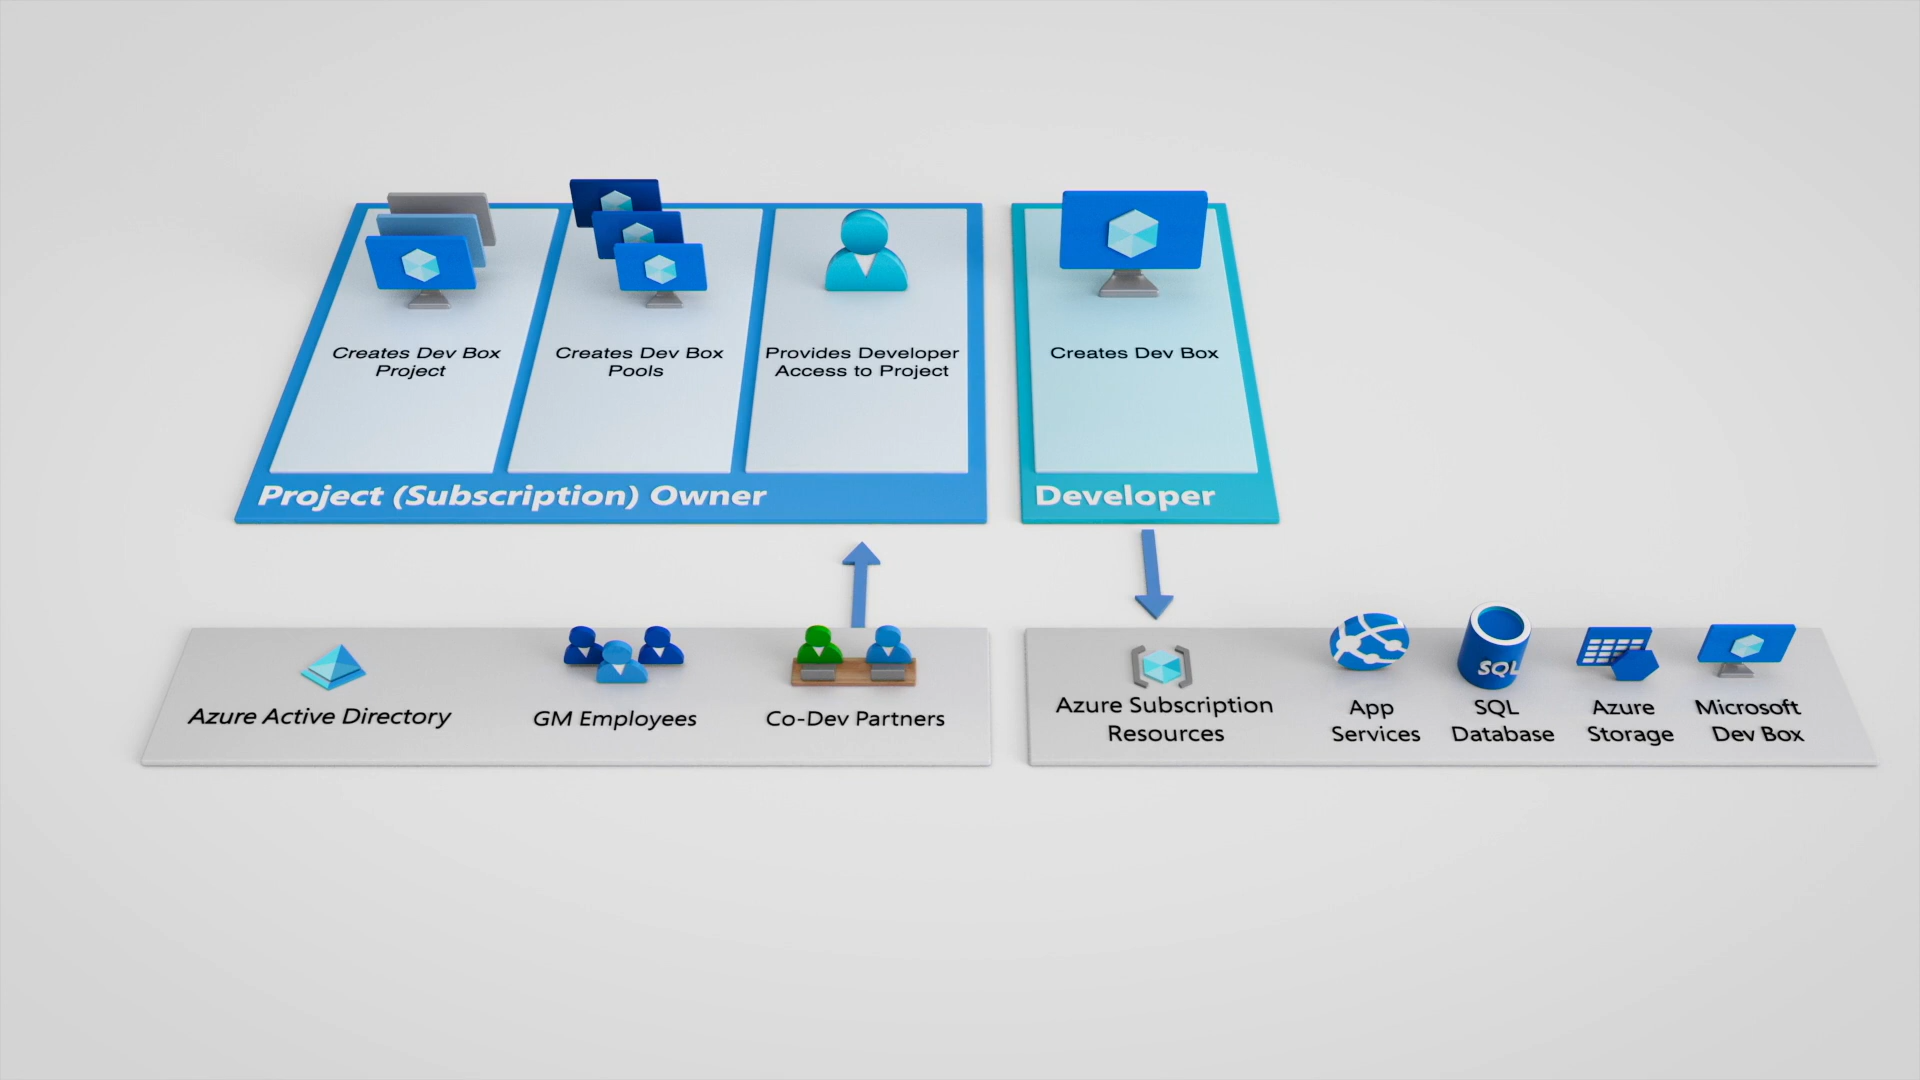 Creates Dev Box
Project
Creates Dev Box
Pools
Provides Developer
Access to Project
Project (Subscription) Owner
Creates Dev Box
Developer
Azure Active Directory
GM Employees
Co-Dev Partners
Azure Subscription
Resources
App
Services
SQL
SQL
Database
Azure
Storage
Microsoft
Dev Box